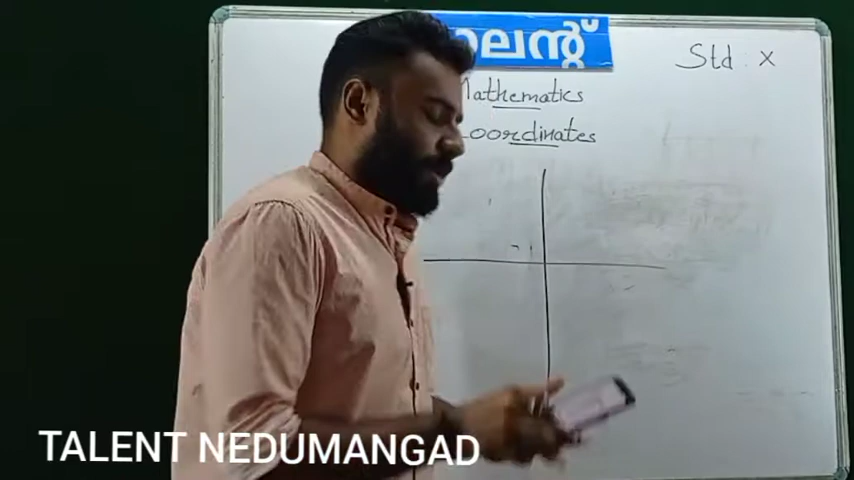 ാലന്റ്
Std : X
Mathematics
Coordinates
TALENT NEDUMANGAD